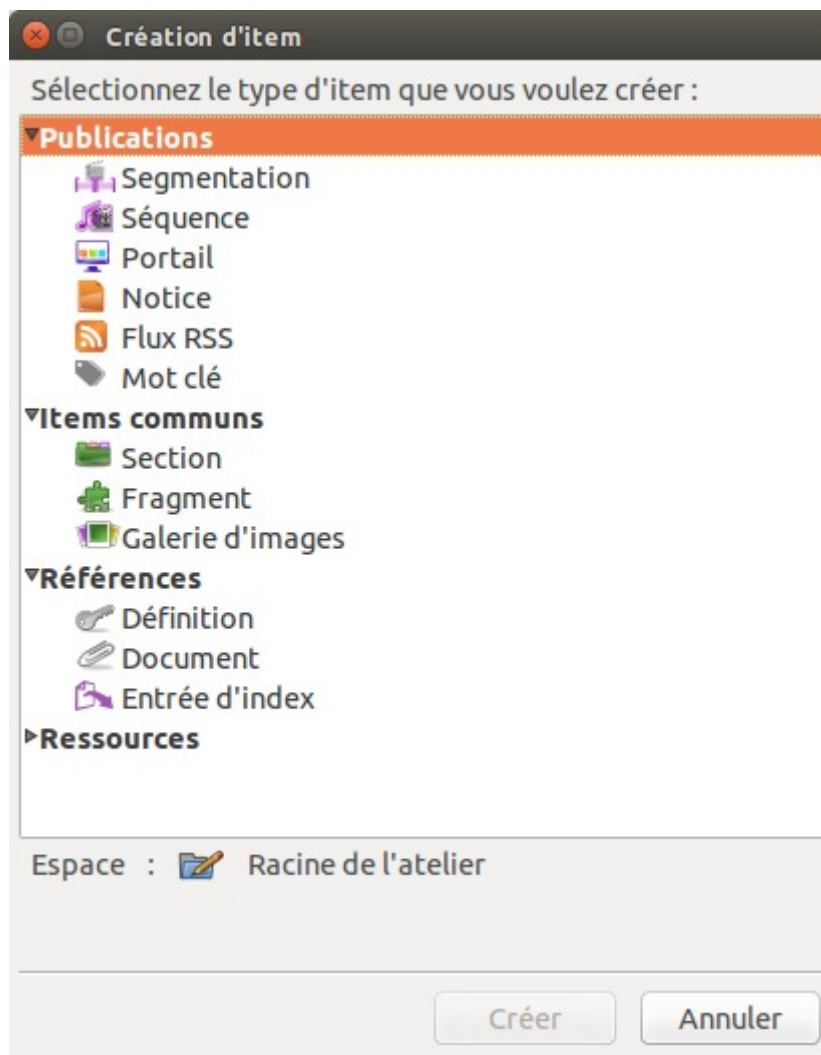 Création d'item
Sélectionnez le type d'item que vous voulez créer :
Publications
Segmentation
Séquence
Portail
Notice
Flux RSS
Mot clé
Items communs
Section
Fragment
Galerie d'images
Références
Définition
Document
Entrée d'index
Ressources
Espace : Racine de l'atelier
Créer Annuler